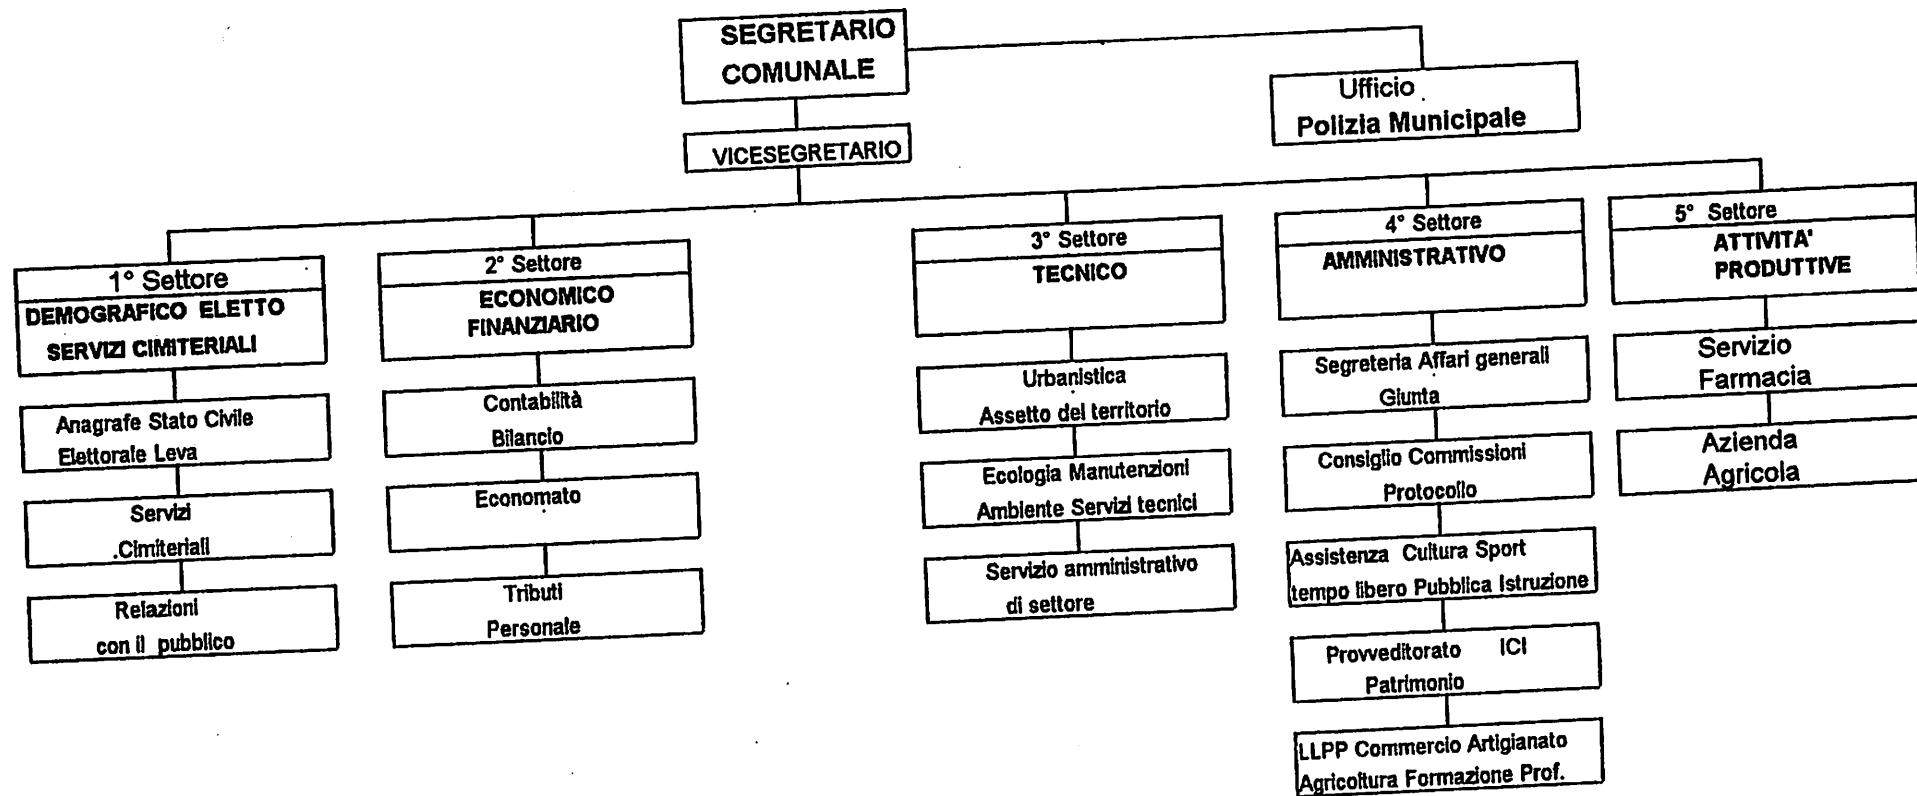 SEGRETARIO
COMUNALE
Ufficio
Polizia Municipale
VICESEGRETARIO
1° Settore
DEMOGRAFICO ELETTO
SERVIZI CIMITERIALI
Anagrafe Stato Civile
Elettorale Leva
Servizi
.Cimiteriali
Relazioni
con il pubblico
2° Settore
ECONOMICO
FINANZIARIO
Contabilità
Bilancio
Economato
Tributi
Personale
3° Settore
TECNICO
Urbanistica
Assetto del territorio
Ecologia Manutenzioni
Ambiente Servizi tecnici
Servizio amministrativo
di settore
4° Settore
AMMINISTRATIVO
Segreteria Affari generali
Giunta
Consiglio Commissioni
Protocollo
Assistenza Cultura Sport
tempo libero Pubblica Istruzione
Provveditorato ICI
Patrimonio
LLPP Commercio Artigianato
Agricoltura Formazione Prof.
5° Settore
ATTIVITA'
PRODUTTIVE
Servizio
Farmacia
Azienda
Agricola